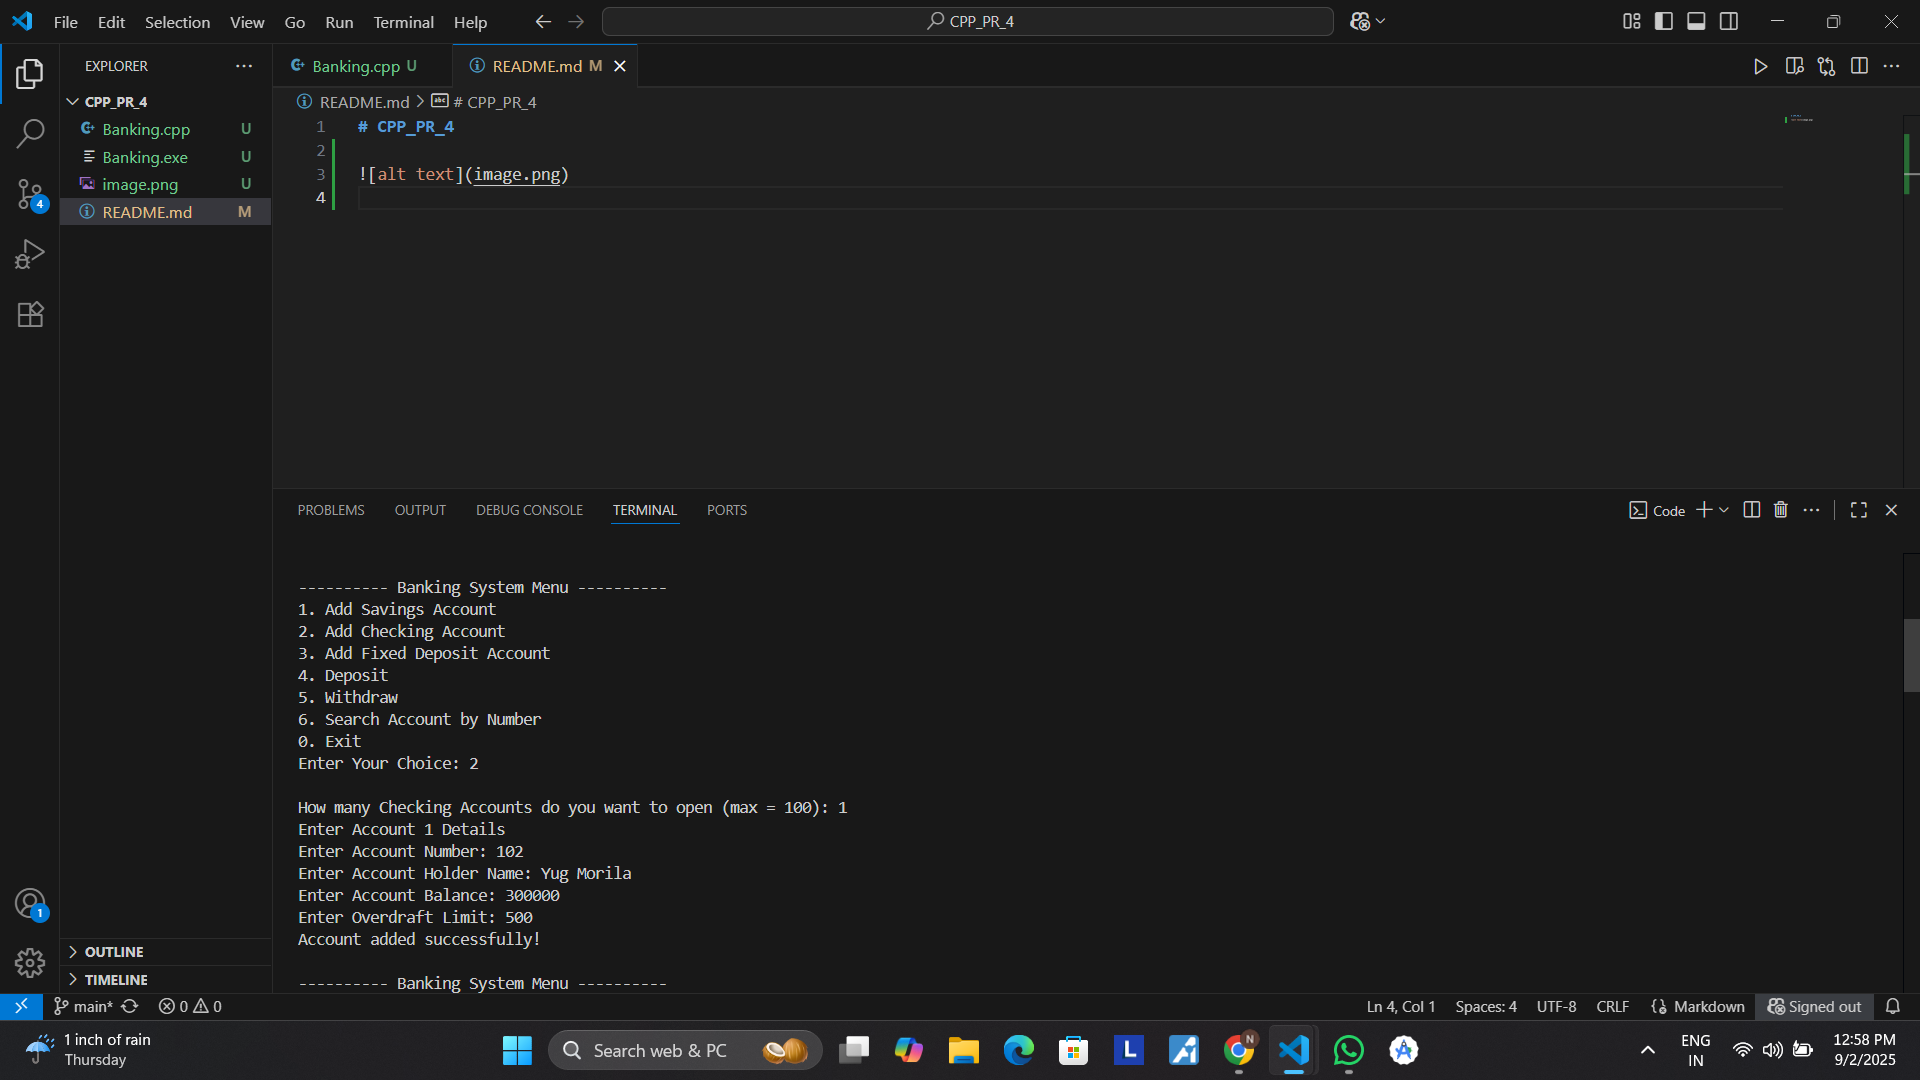 File Edit Selection View Go Run Terminal Help
CPP_PR_4
EXPLORER
CPP_PR_4
Banking.cpp U
Banking.exe U
image.png U
README.md M
4
1
OUTLINE
TIMELINE
Banking.cpp U
README.md M
README.md > # CPP_PR_4
1 # CPP_PR_4
2
3 ![alt text](image.png)
4
PROBLEMS OUTPUT DEBUG CONSOLE TERMINAL PORTS
Code
---------- Banking System Menu ----------
1. Add Savings Account
2. Add Checking Account
3. Add Fixed Deposit Account
4. Deposit
5. Withdraw
6. Search Account by Number
0. Exit
Enter Your Choice: 2
How many Checking Accounts do you want to open (max = 100): 1
Enter Account 1 Details
Enter Account Number: 102
Enter Account Holder Name: Yug Morila
Enter Account Balance: 300000
Enter Overdraft Limit: 500
Account added successfully!
---------- Banking System Menu ----------
main* 0 0
Ln 4, Col 1 Spaces: 4 UTF-8 CRLF Markdown Signed out
1 inch of rain
Thursday
Search web & PC
L
N
ENG
IN
12:58 PM
9/2/2025